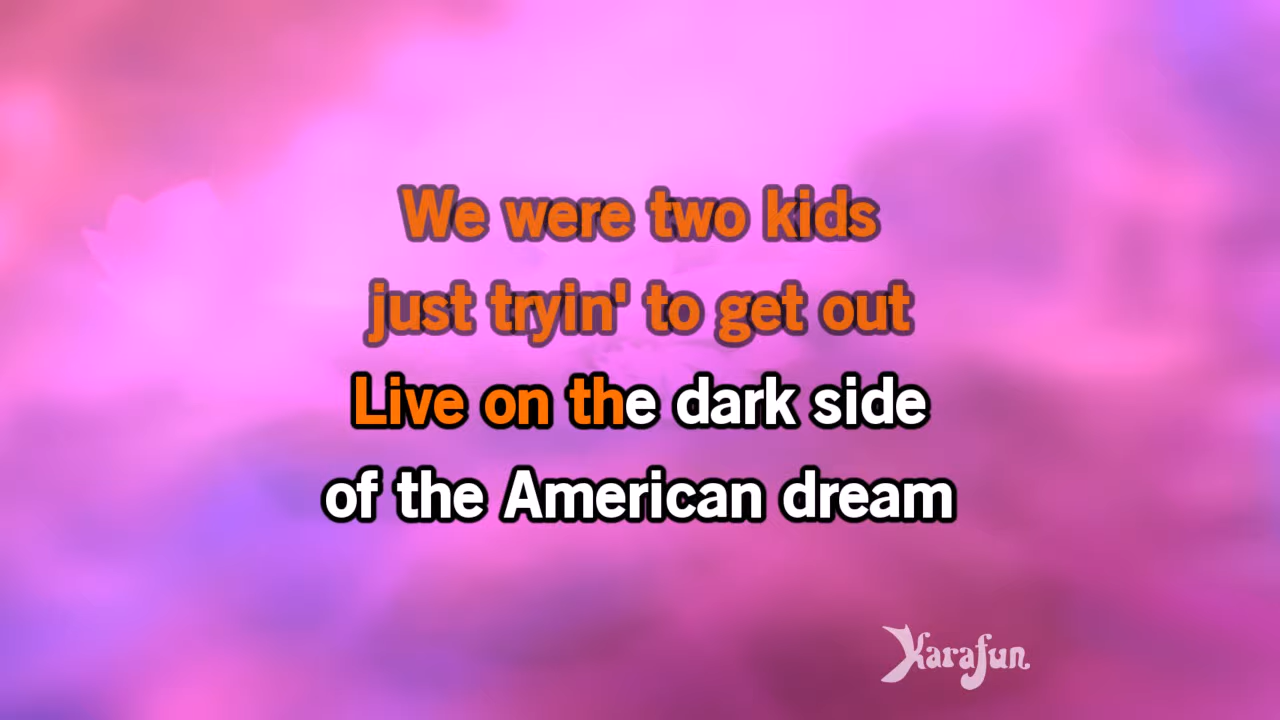 We were two kids
just tryin' to get out
Live on the dark side
of the American dream
Karafun